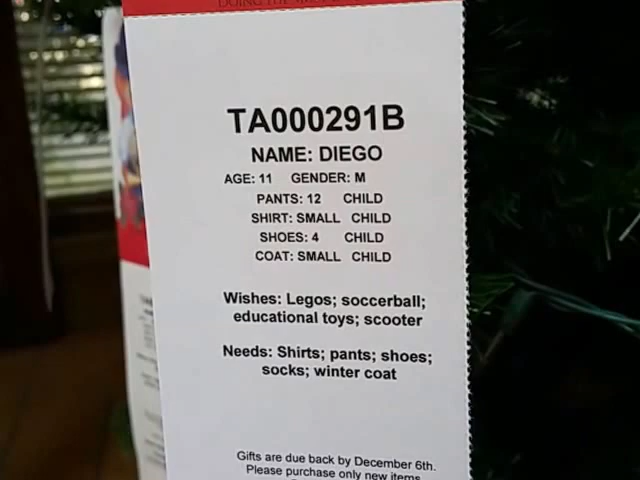 TA000291B
NAME: DIEGO
AGE: 11 GENDER: M
PANTS: 12 CHILD
SHIRT: SMALL CHILD
SHOES: 4 CHILD
COAT: SMALL CHILD
Wishes: Legos; soccerball;
educational toys; scooter
Needs: Shirts; pants; shoes;
socks; winter coat
Gifts are due back by December 6th.
Please purchase only new items